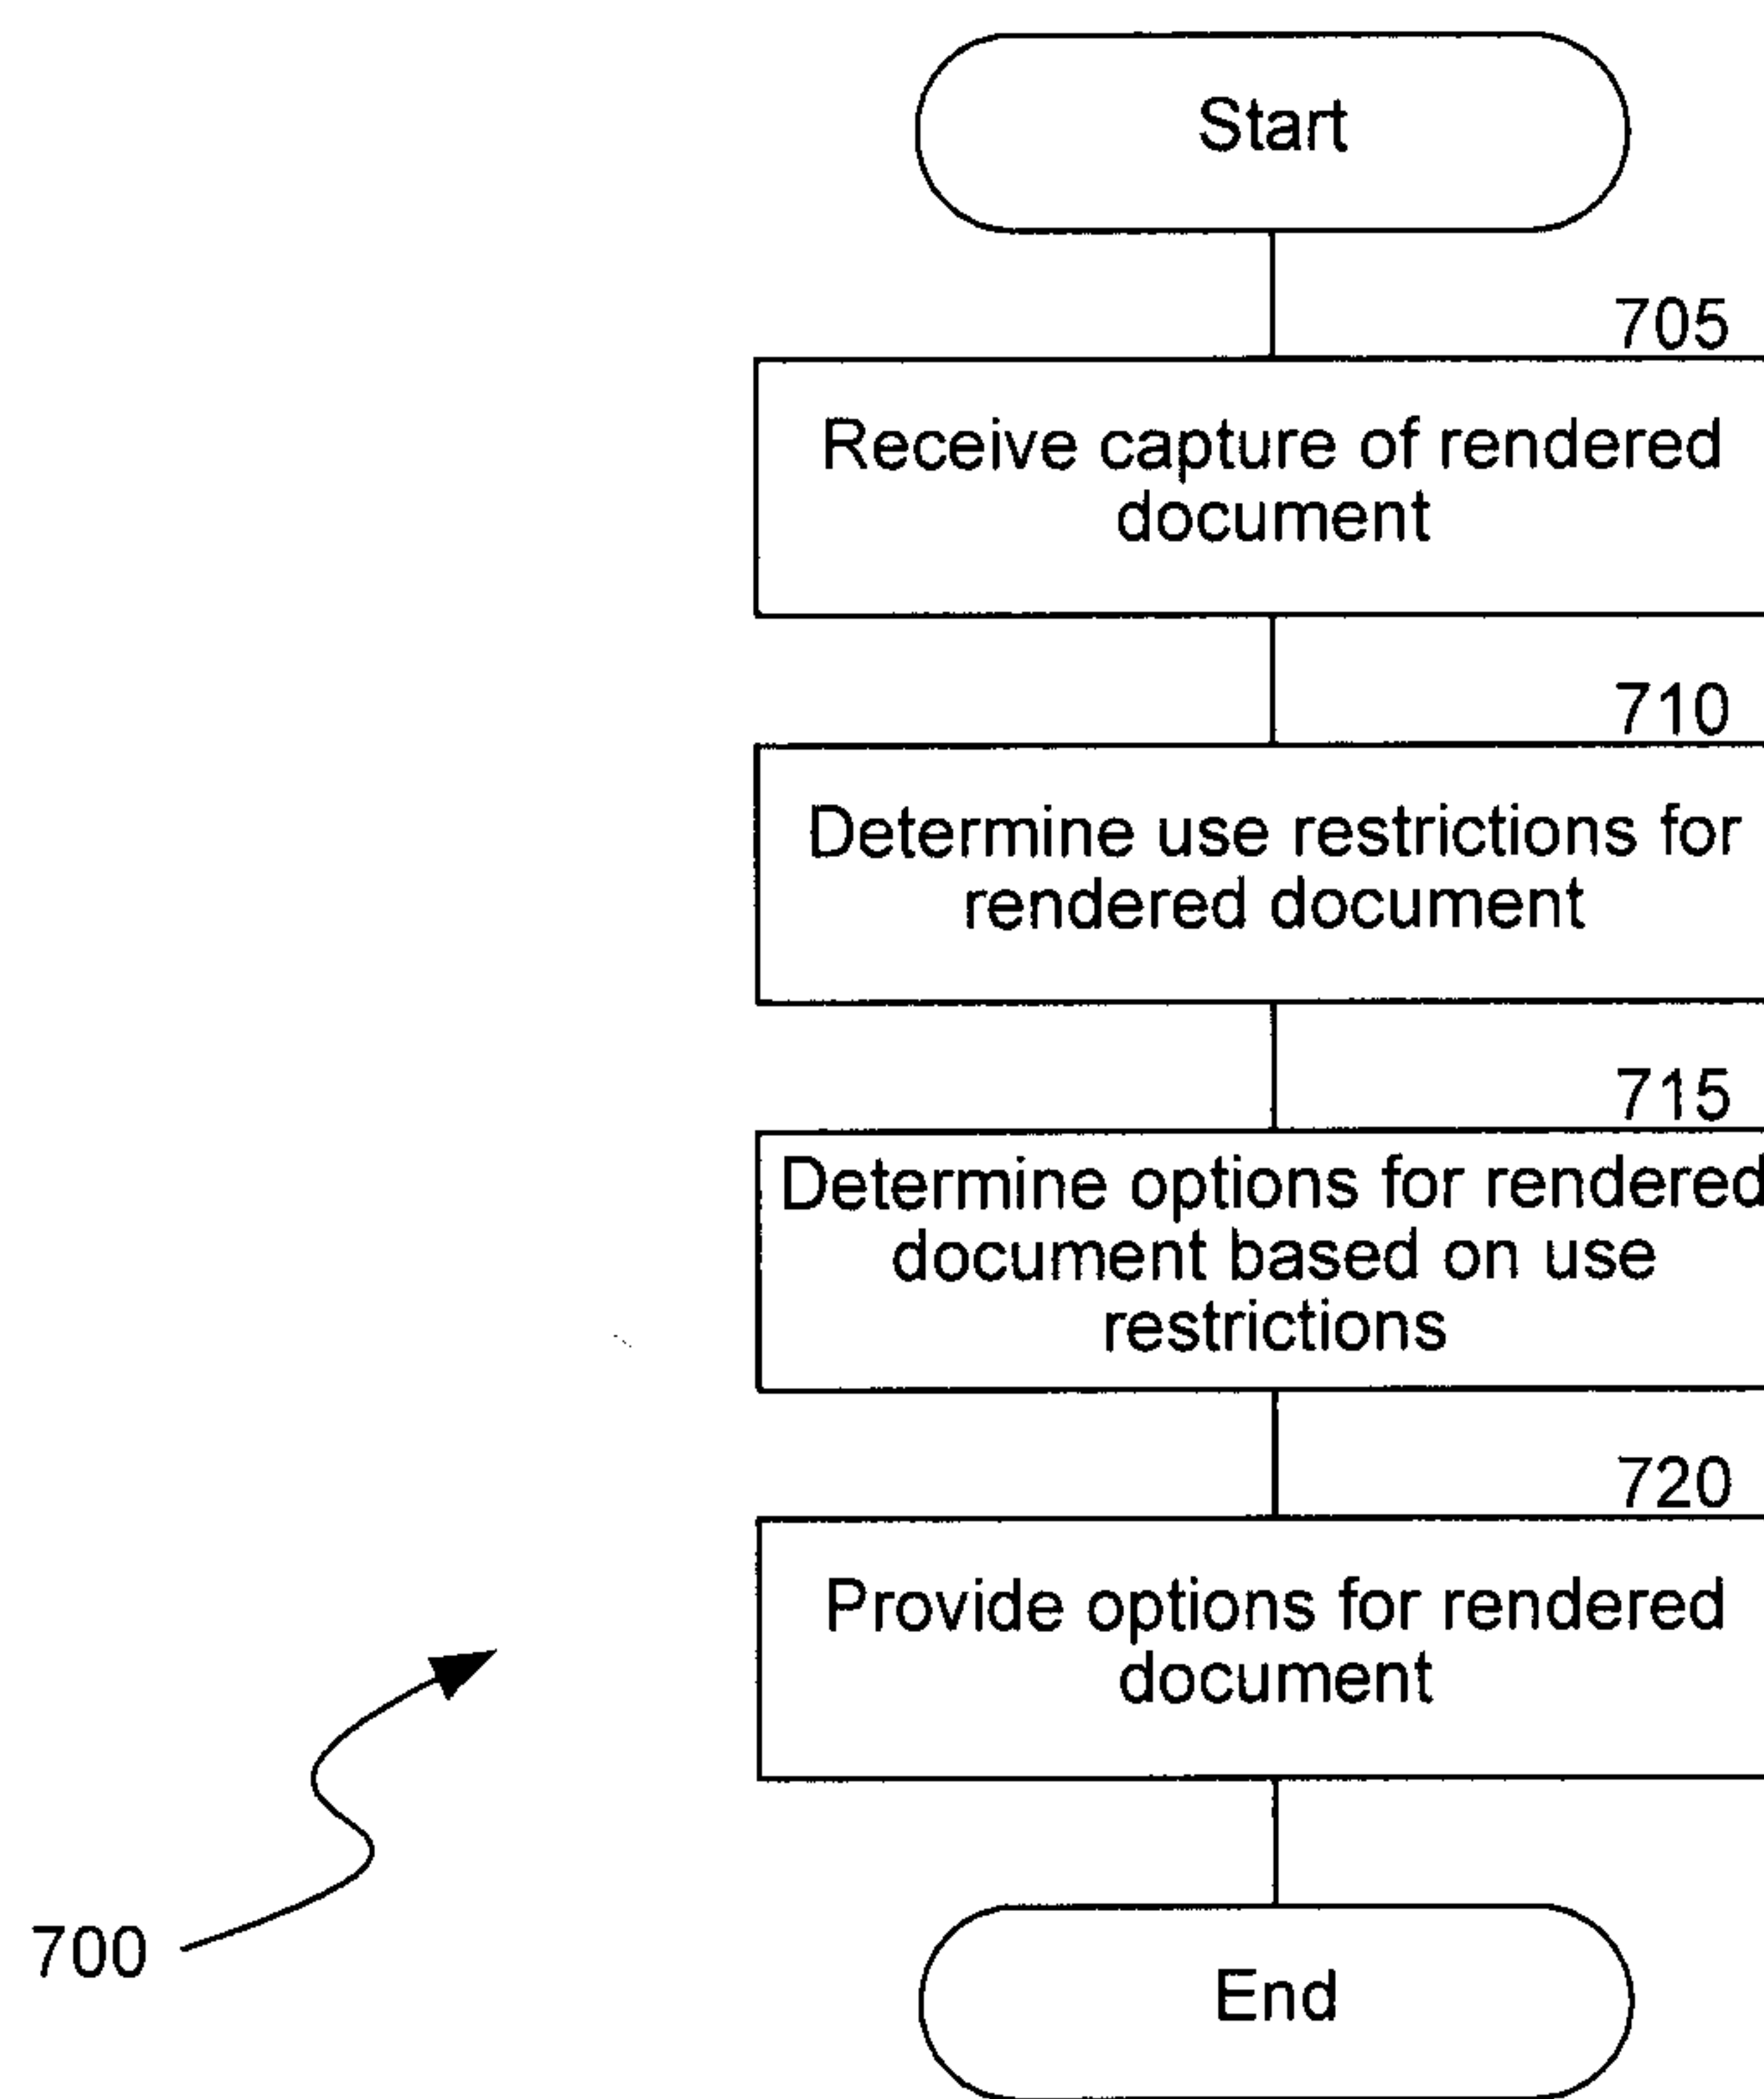 Start
705
Receive capture of rendered
document
710
Determine use restrictions for
rendered document
715
Determine options for rendered
document based on use
restrictions
720
Provide options for rendered
document
700
End